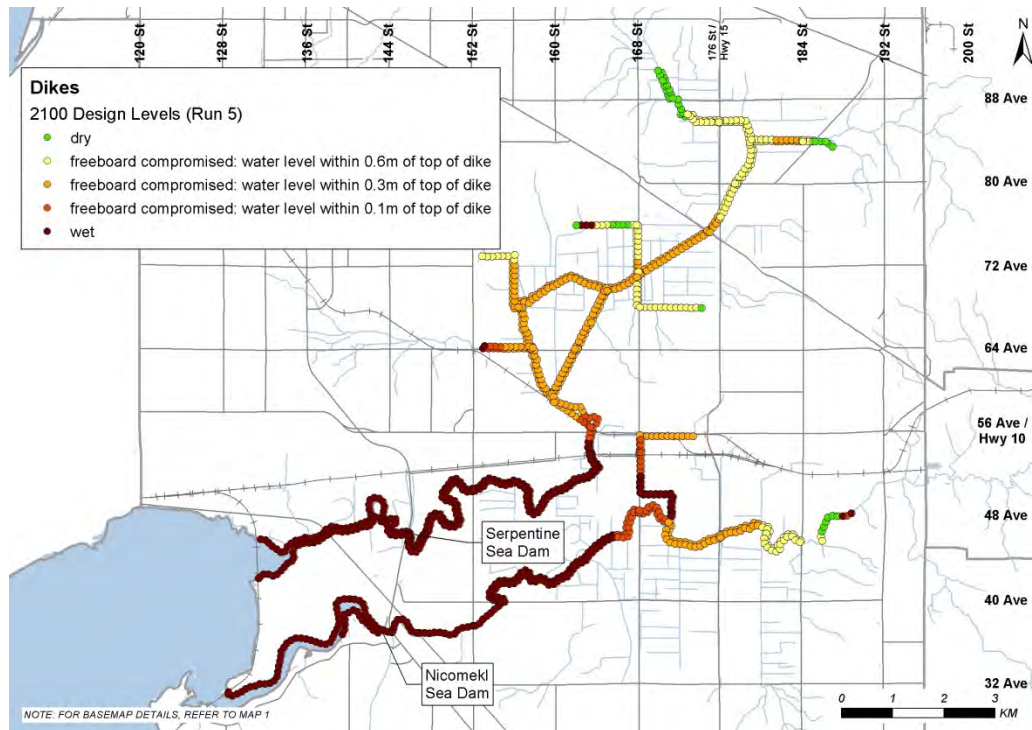 120 St
128 St
136 St
144 St
152 St
160 St
168 St
176 St /
Hwy 15
184 St
192 St
200 St
N
Dikes
2100 Design Levels (Run 5)
dry
freeboard compromised: water level within 0.6m of top of dike
freeboard compromised: water level within 0.3m of top of dike
freeboard compromised: water level within 0.1m of top of dike
wet
88 Ave
80 Ave
72 Ave
64 Ave
56 Ave /
Hwy 10
48 Ave
40 Ave
32 Ave
Serpentine
Sea Dam
Nicomekl
Sea Dam
NOTE: FOR BASEMAP DETAILS, REFER TO MAP 1
0 1 2 3
KM